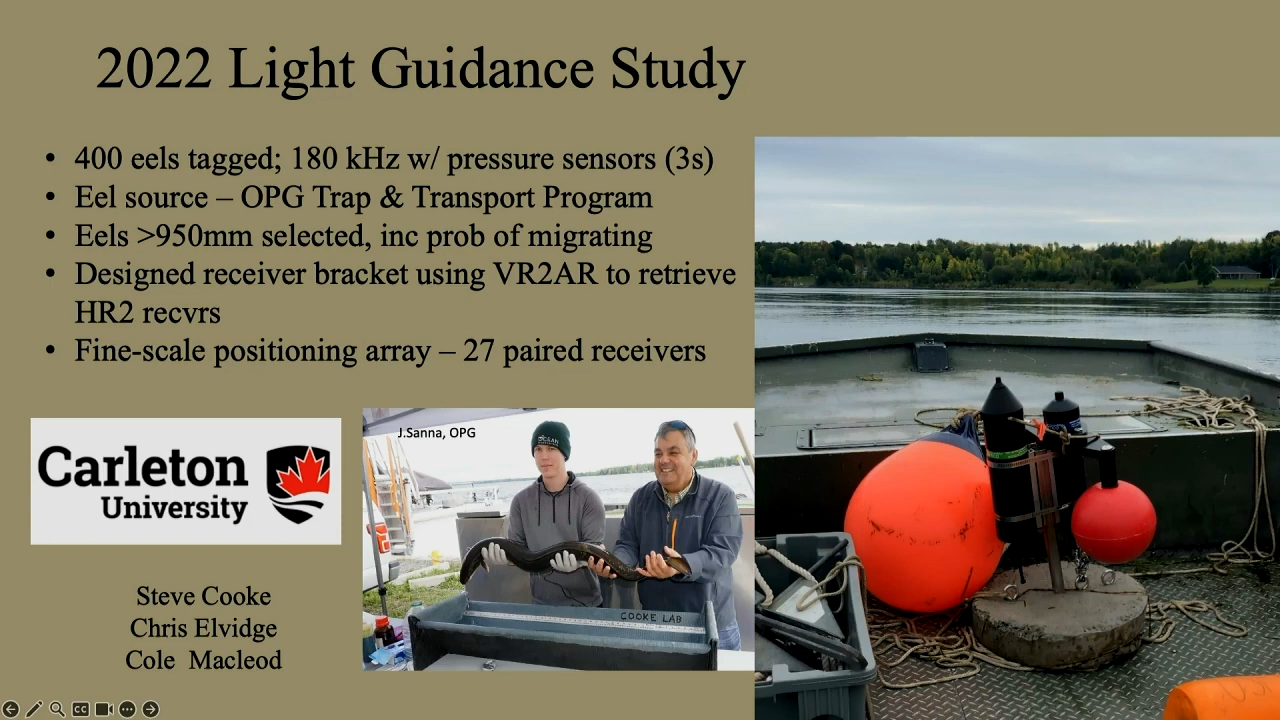 2022 Light Guidance Study
• 400 eels tagged; 180 kHz w/ pressure sensors (3s)
• Eel source – OPG Trap & Transport Program
• Eels >950mm selected, inc prob of migrating
• Designed receiver bracket using VR2AR to retrieve
HR2 recvrs
• Fine-scale positioning array – 27 paired receivers
Carleton
University
J.Sanna, OPG
COOKE LAB
Steve Cooke
Chris Elvidge
Cole Macleod
CC